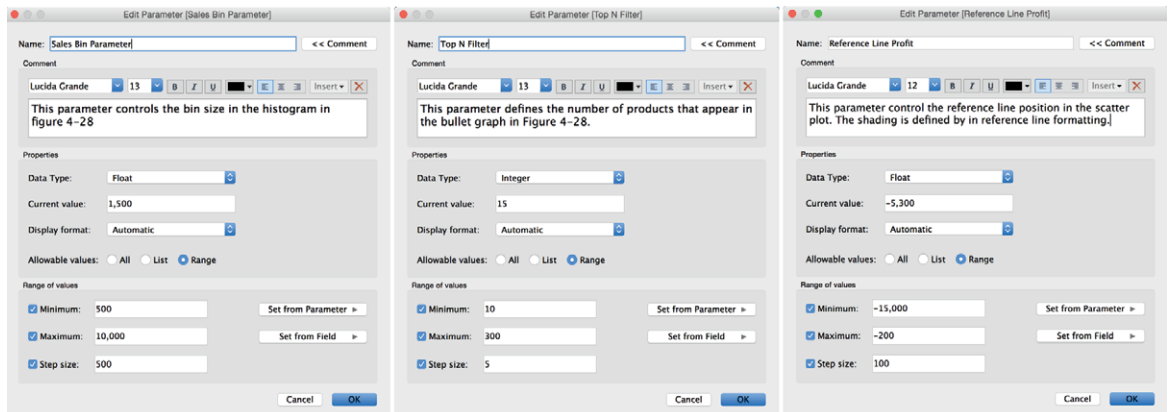 Edit Parameter [Sales Bin Parameter]
Name: Sales Bin Parameter
<< Comment
Comment
Lucida Grande 13 B I U Insert
This parameter controls the bin size in the histogram in
figure 4-28
Properties
Data Type: Float
Current value: 1,500
Display format: Automatic
Allowable values: All List Range
Range of values
Minimum: 500 Set from Parameter
Maximum: 10,000 Set from Field
Step size: 500
Cancel OK
Edit Parameter [Top N Filter]
Name: Top N Filter
<< Comment
Comment
Lucida Grande 13 B I U Insert
This parameter defines the number of products that appear in
the bullet graph in Figure 4-28.
Properties
Data Type: Integer
Current value: 15
Display format: Automatic
Allowable values: All List Range
Range of values
Minimum: 10 Set from Parameter
Maximum: 300 Set from Field
Step size: 5
Cancel OK
Edit Parameter [Reference Line Profit]
Name: Reference Line Profit
<< Comment
Comment
Lucida Grande 12 B I U Insert
This parameter control the reference line position in the scatter
plot. The shading is defined by in reference line formatting.
Properties
Data Type: Float
Current value: -5,300
Display format: Automatic
Allowable values: All List Range
Range of values
Minimum: -15,000 Set from Parameter
Maximum: -200 Set from Field
Step size: 100
Cancel OK